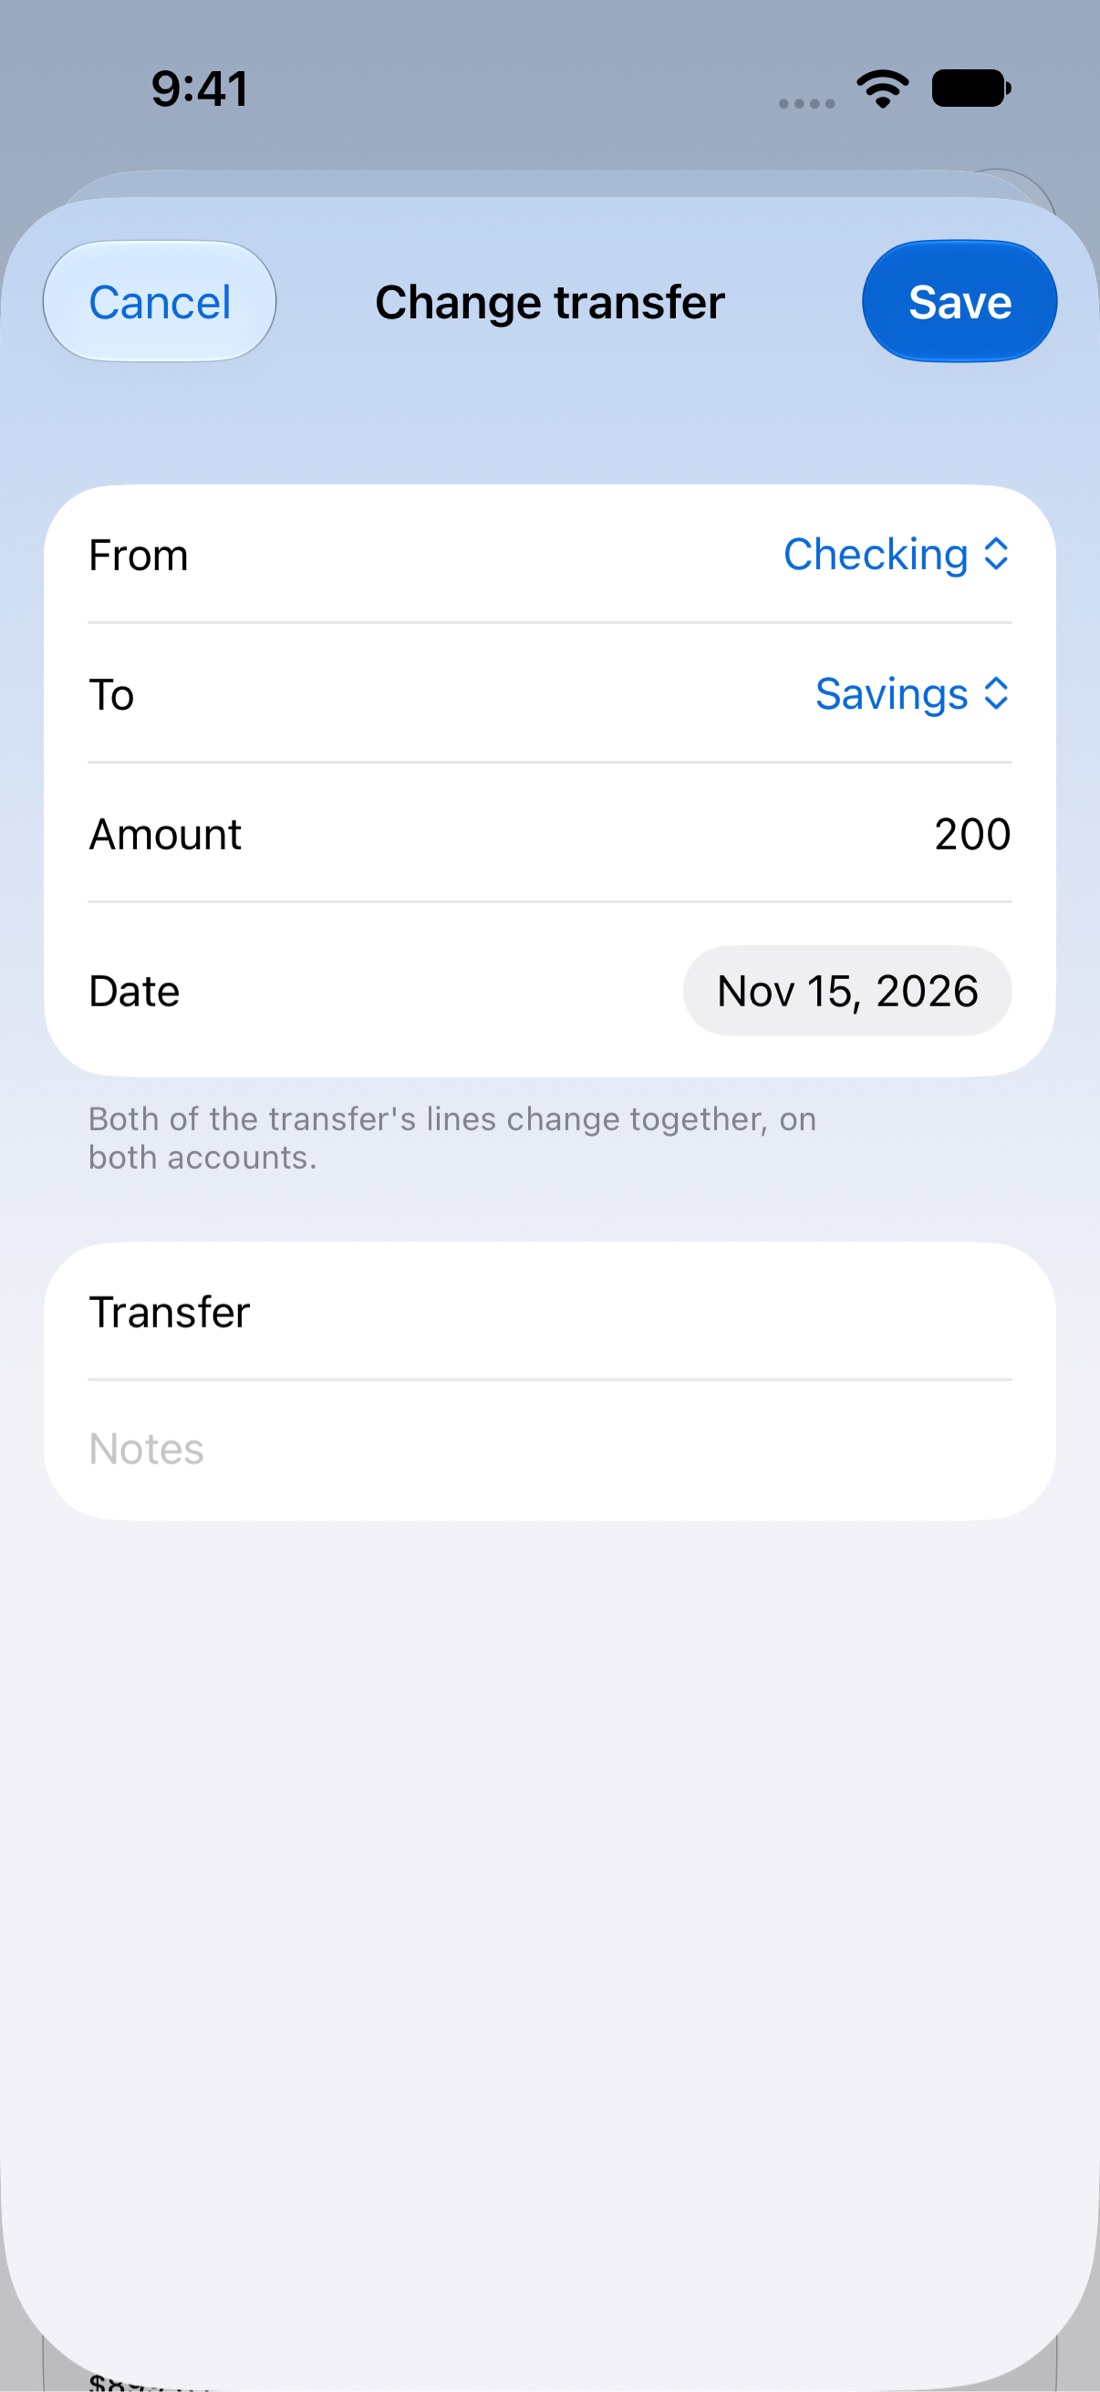 9:41
Cancel
Change transfer
Save
From
Checking
To
Savings
Amount
200
Date
Nov 15, 2026
Both of the transfer's lines change together, on
both accounts.
Transfer
Notes